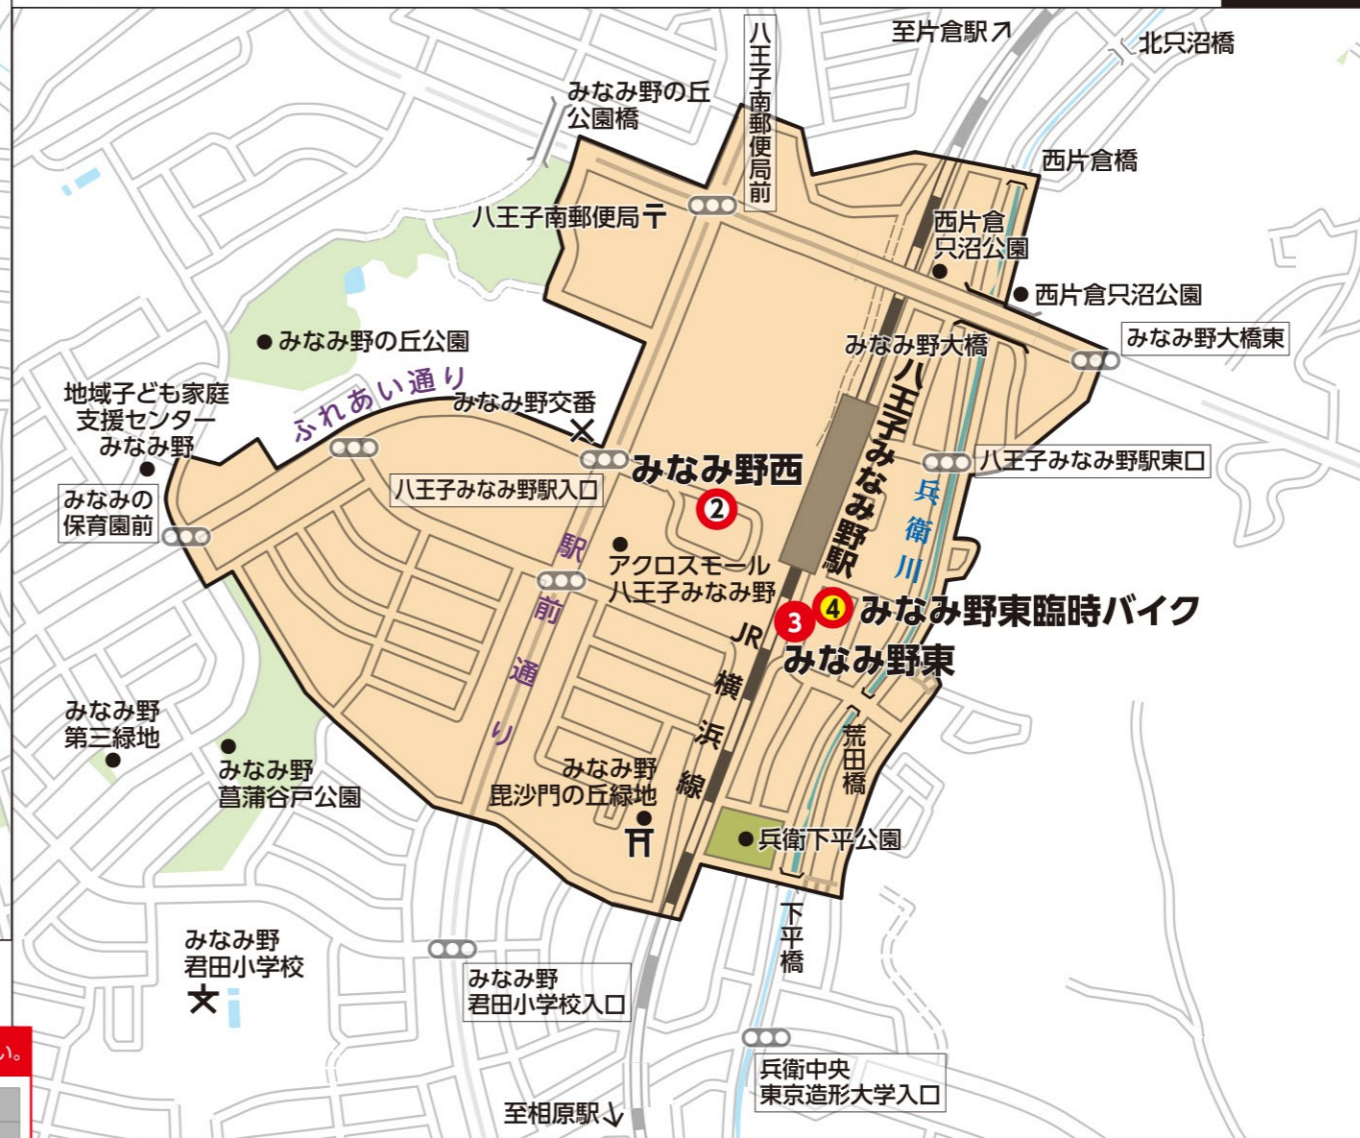 至片倉駅↗
北只沼橋
八王子南郵便局前
みなみ野の丘
公園橋
西片倉橋
八王子南郵便局〒
西片倉
只沼公園
西片倉只沼公園
みなみ野大橋東
みなみ野大橋
みなみ野の丘公園
ふれあい通り
地域子ども家庭
支援センター
みなみ野
みなみ野交番
八王子みなみ野駅
八王子みなみ野駅東口
みなみ野西
2
八王子みなみ野駅入口
みなみの
保育園前
兵衛川
駅前通り
アクロスモール
八王子みなみ野
3
4
みなみ野東臨時バイク
みなみ野東
JR横浜線
みなみ野
第三緑地
みなみ野
菖蒲谷戸公園
荒田橋
みなみ野
毘沙門の丘緑地
兵衛下平公園
下平橋
みなみ野
君田小学校
文
みなみ野
君田小学校入口
い。
兵衛中央
東京造形大学入口
至相原駅↓